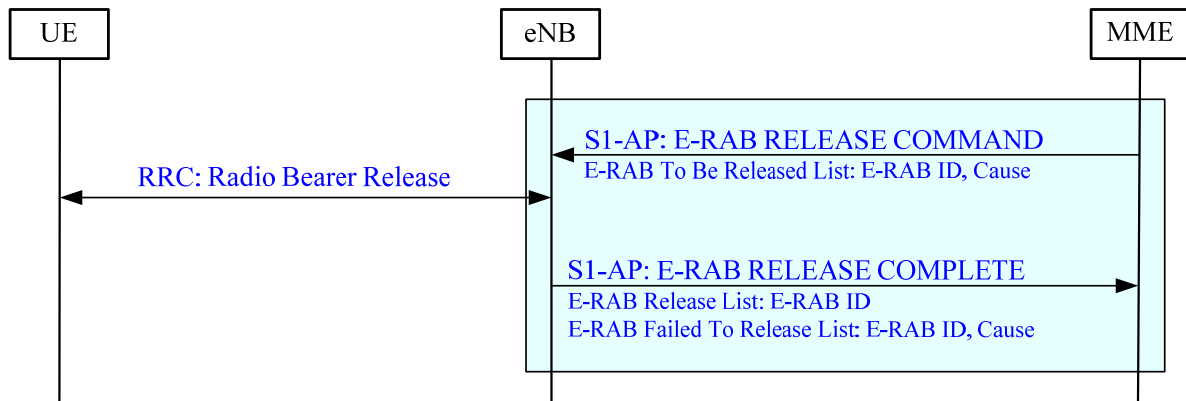 UE
eNB
MME
S1-AP: E-RAB RELEASE COMMAND
E-RAB To Be Released List: E-RAB ID, Cause
RRC: Radio Bearer Release
S1-AP: E-RAB RELEASE COMPLETE
E-RAB Release List: E-RAB ID
E-RAB Failed To Release List: E-RAB ID, Cause